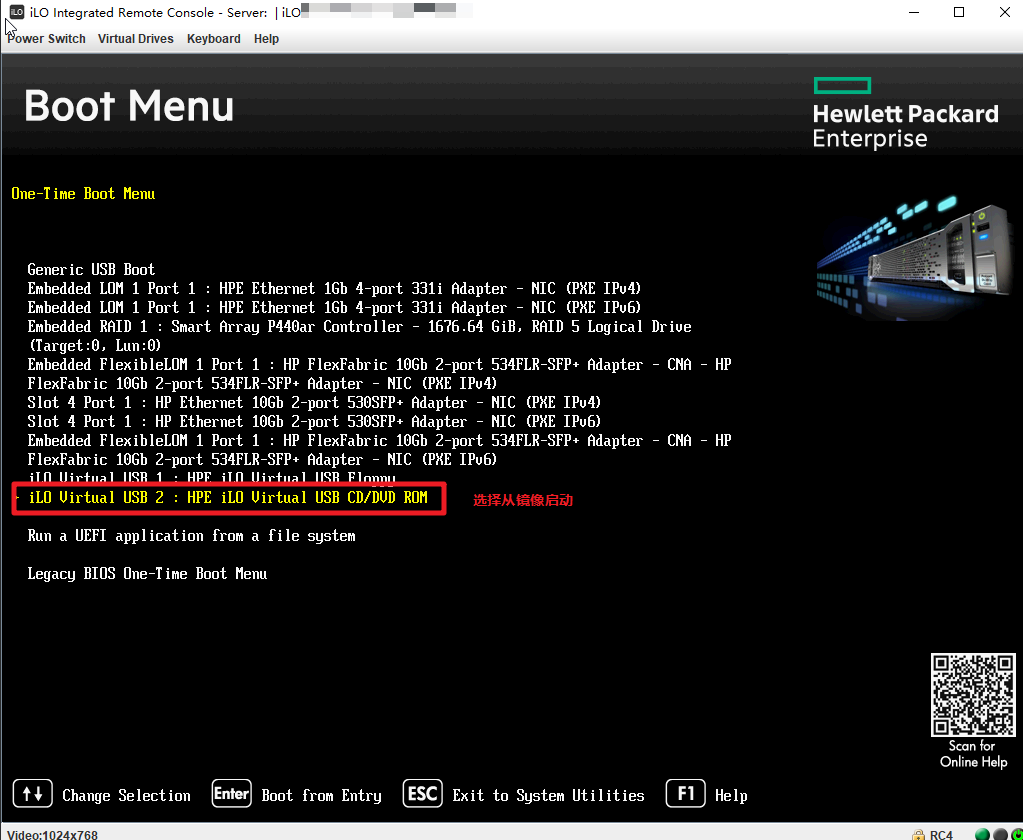 iLO iLO Integrated Remote Console - Server: | iLO
Power Switch Virtual Drives Keyboard Help
Boot Menu
Hewlett Packard
Enterprise
One-Time Boot Menu
Generic USB Boot
Embedded LOM 1 Port 1 : HPE Ethernet 1Gb 4-port 331i Adapter - NIC (PXE IPv4)
Embedded LOM 1 Port 1 : HPE Ethernet 1Gb 4-port 331i Adapter - NIC (PXE IPv6)
Embedded RAID 1 : Smart Array P440ar Controller - 1676.64 GiB, RAID 5 Logical Drive
(Target:0, Lun:0)
Embedded FlexibleLOM 1 Port 1 : HP FlexFabric 10Gb 2-port 534FLR-SFP+ Adapter - CNA - HP
FlexFabric 10Gb 2-port 534FLR-SFP+ Adapter - NIC (PXE IPv4)
Slot 4 Port 1 : HP Ethernet 10Gb 2-port 530SFP+ Adapter - NIC (PXE IPv4)
Slot 4 Port 1 : HP Ethernet 10Gb 2-port 530SFP+ Adapter - NIC (PXE IPv6)
Embedded FlexibleLOM 1 Port 1 : HP FlexFabric 10Gb 2-port 534FLR-SFP+ Adapter - CNA - HP
FlexFabric 10Gb 2-port 534FLR-SFP+ Adapter - NIC (PXE IPv6)
iLO Virtual USB 1 : HPE iLO Virtual USB Floppy
iLO Virtual USB 2 : HPE iLO Virtual USB CD/DVD ROM 选择从镜像启动
Run a UEFI application from a file system
Legacy BIOS One-Time Boot Menu
Scan for
Online Help
↑↓ Change Selection Enter Boot from Entry ESC Exit to System Utilities F1 Help
Video:1024x768 RC4